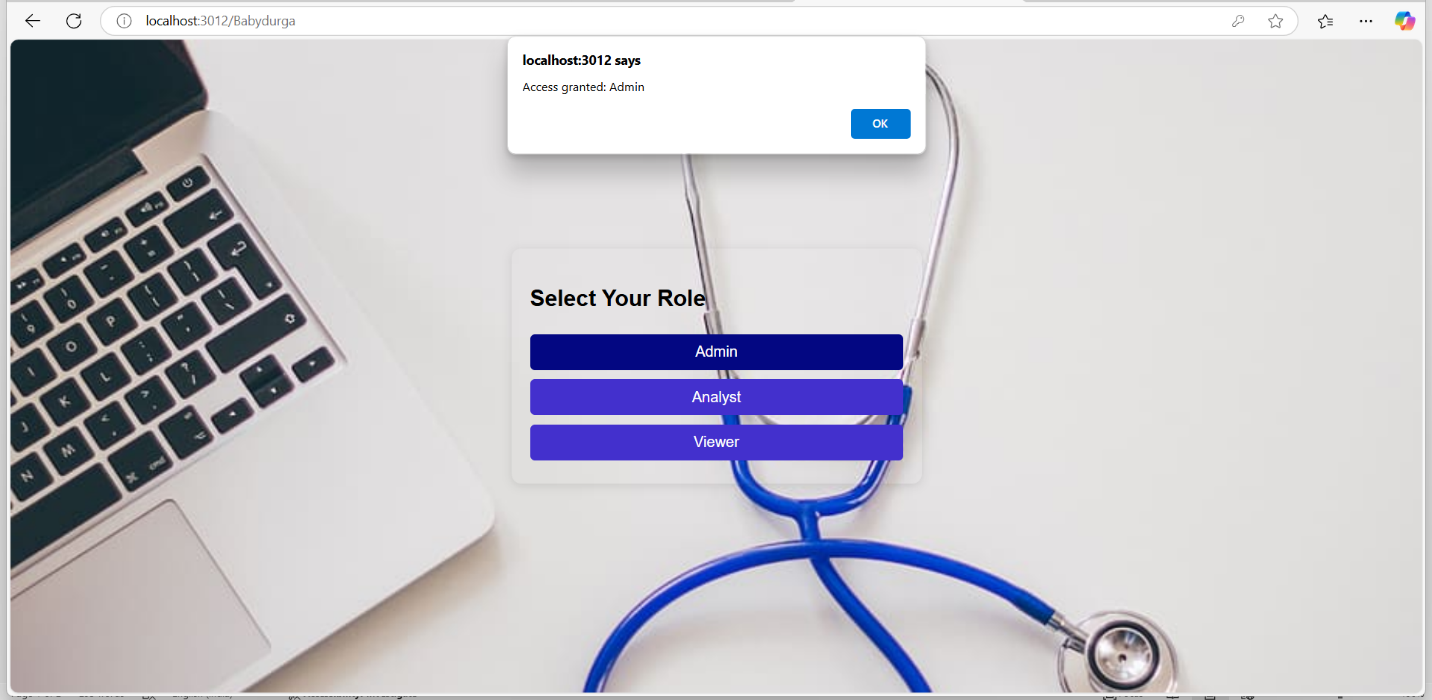 localhost:3012/Babydurga
localhost:3012 says
Access granted: Admin
OK
Select Your Role
Admin
Analyst
Viewer